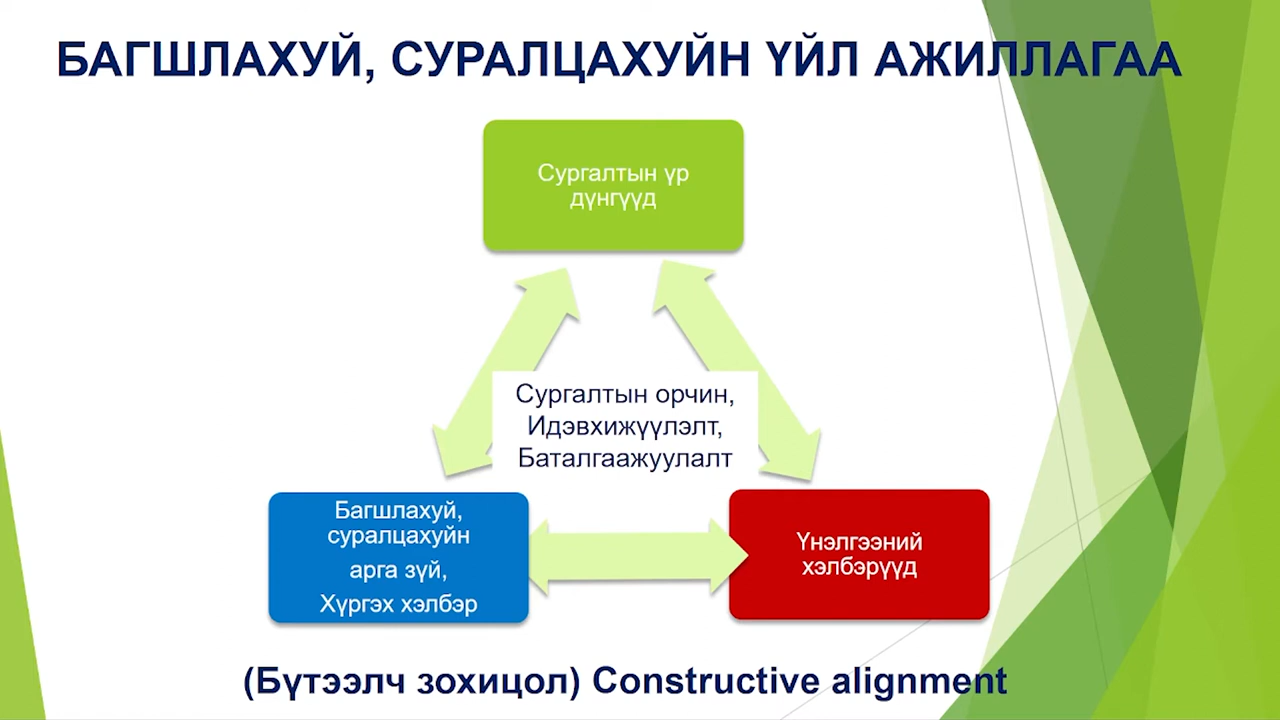 БАГШЛАХУЙ, СУРАЛЦАХУЙН ҮЙЛ АЖИЛЛАГАА
Сургалтын үр
дүнгүүд
Сургалтын орчин,
Идэвхижүүлэлт,
Баталгаажуулалт
Багшлахуй,
суралцахуйн
арга зүй,
Хүргэх хэлбэр
Үнэлгээний
хэлбэрүүд
(Бүтээлч зохицол) Constructive alignment